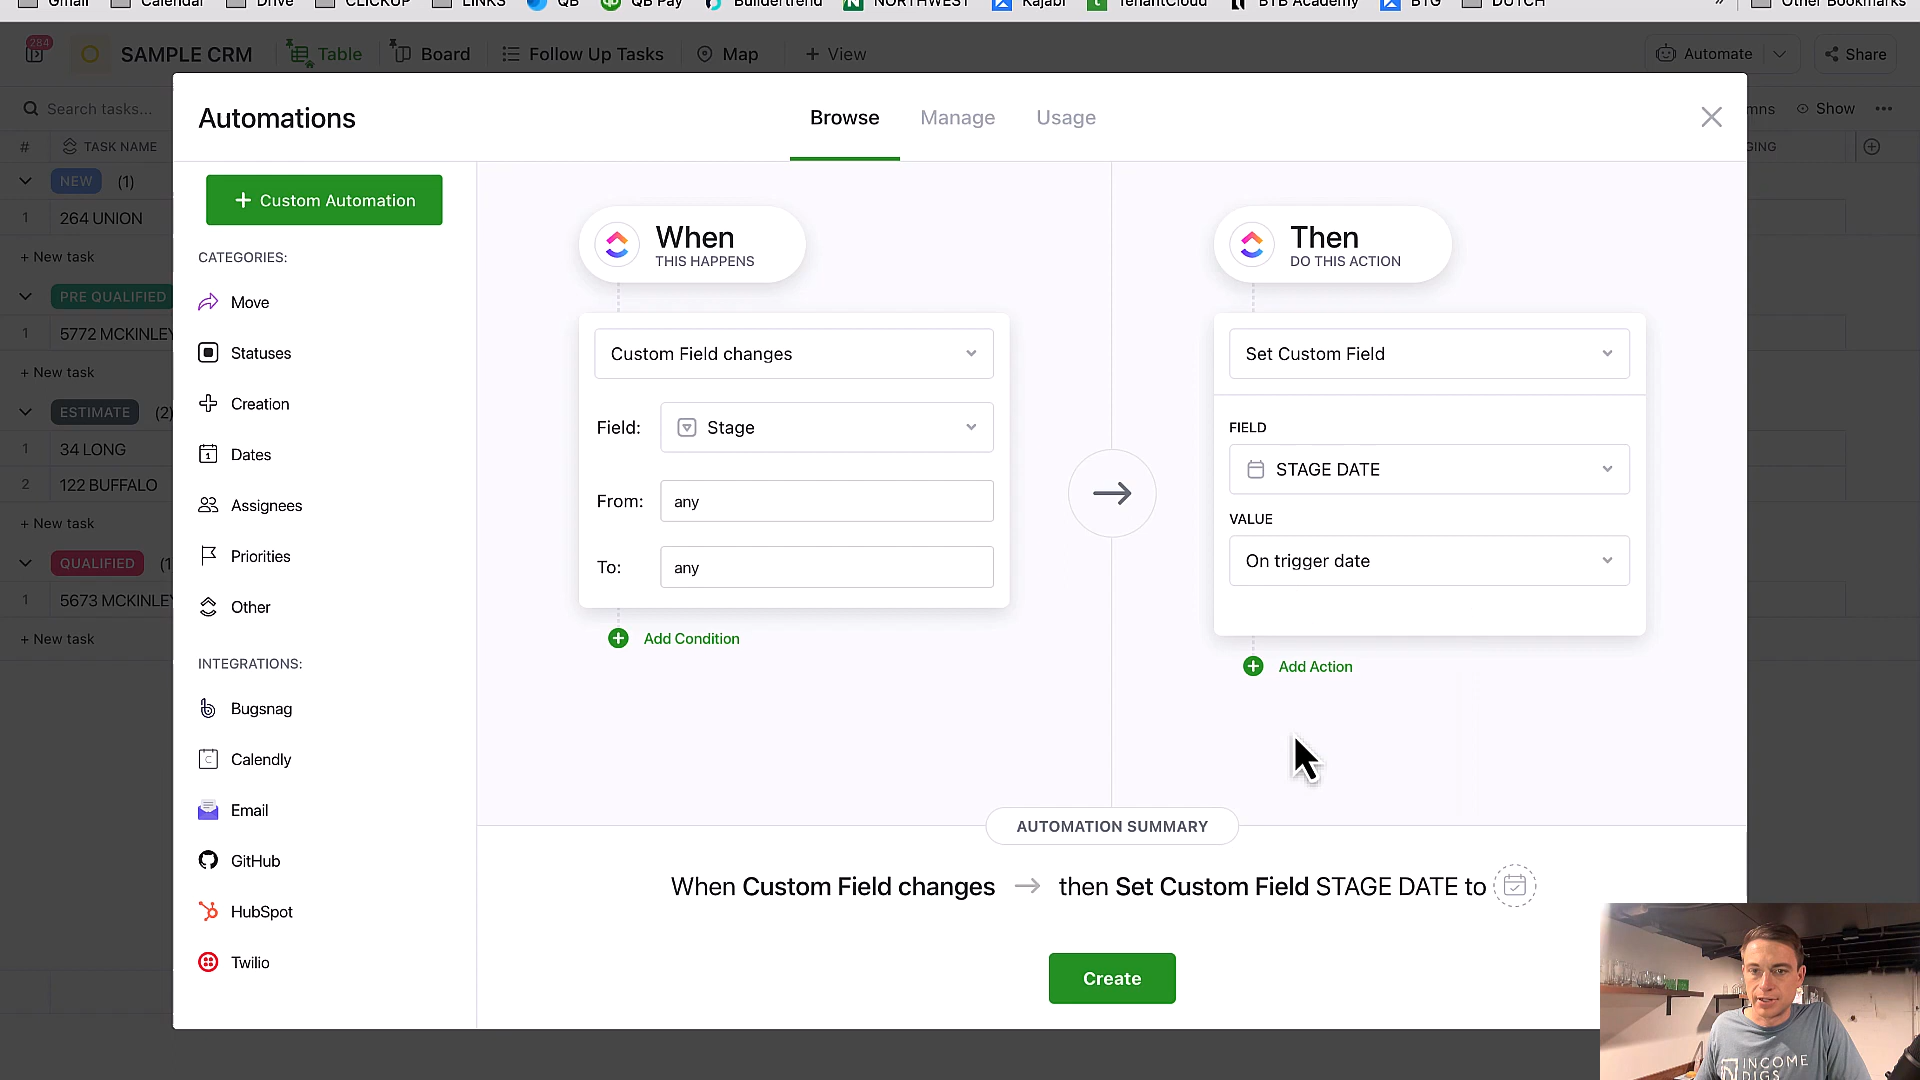 Gmail Calendar Drive CLICKUP LINKS QB QB Pay Buildertrend NORTHWEST Kajabi TenantCloud BTB Academy BTG DUTCH » Other Bookmarks
284 SAMPLE CRM Table Board Follow Up Tasks Map + View Automate Share
Search tasks... Show
# TASK NAME
NEW (1)
1 264 UNION
+ New task
PRE QUALIFIED
1 5772 MCKINLEY
+ New task
ESTIMATE (2)
1 34 LONG
2 122 BUFFALO
+ New task
QUALIFIED
1 5673 MCKINLEY
+ New task
Automations
Browse Manage Usage
+ Custom Automation
CATEGORIES:
Move
Statuses
Creation
Dates
Assignees
Priorities
Other
INTEGRATIONS:
Bugsnag
Calendly
Email
GitHub
HubSpot
Twilio
When
THIS HAPPENS
Custom Field changes
Field: Stage
From: any
To: any
Add Condition
Then
DO THIS ACTION
Set Custom Field
FIELD
STAGE DATE
VALUE
On trigger date
Add Action
AUTOMATION SUMMARY
When Custom Field changes → then Set Custom Field STAGE DATE to
Create
INCOME
DIGS